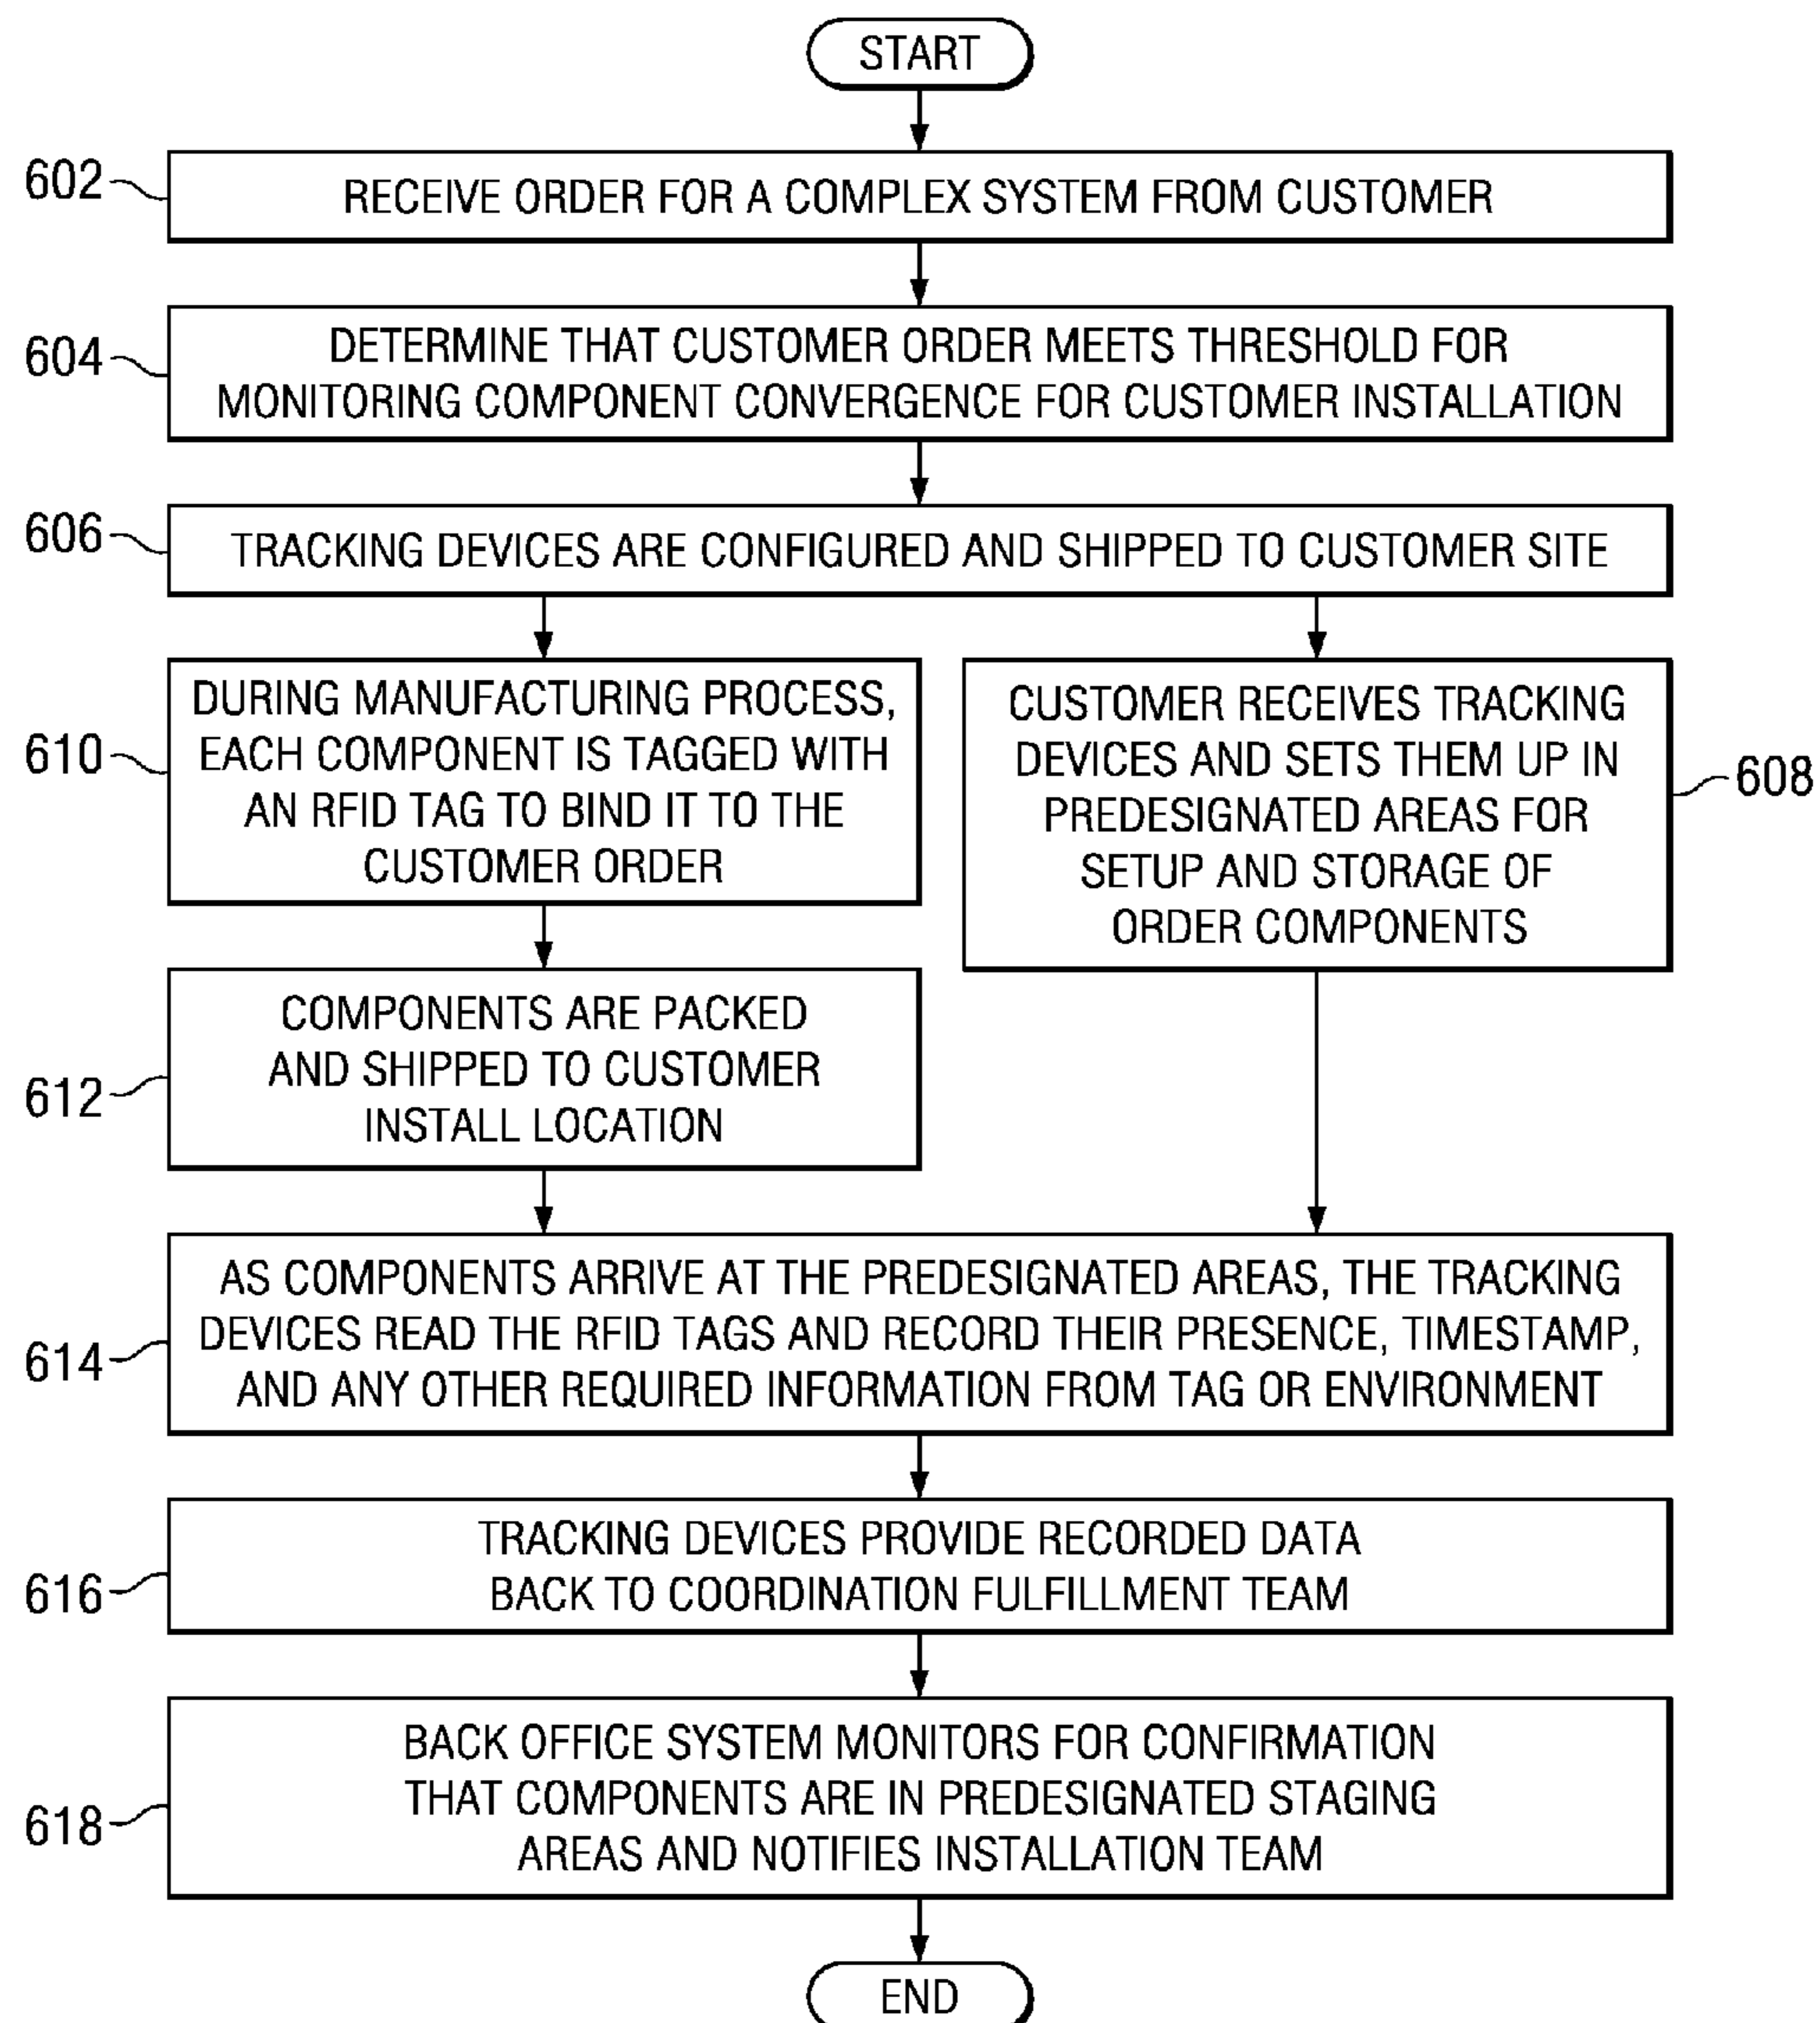 START
602
RECEIVE ORDER FOR A COMPLEX SYSTEM FROM CUSTOMER
604
DETERMINE THAT CUSTOMER ORDER MEETS THRESHOLD FOR
MONITORING COMPONENT CONVERGENCE FOR CUSTOMER INSTALLATION
606
TRACKING DEVICES ARE CONFIGURED AND SHIPPED TO CUSTOMER SITE
610
DURING MANUFACTURING PROCESS,
EACH COMPONENT IS TAGGED WITH
AN RFID TAG TO BIND IT TO THE
CUSTOMER ORDER
CUSTOMER RECEIVES TRACKING
DEVICES AND SETS THEM UP IN
PREDESIGNATED AREAS FOR
SETUP AND STORAGE OF
ORDER COMPONENTS
608
612
COMPONENTS ARE PACKED
AND SHIPPED TO CUSTOMER
INSTALL LOCATION
614
AS COMPONENTS ARRIVE AT THE PREDESIGNATED AREAS, THE TRACKING
DEVICES READ THE RFID TAGS AND RECORD THEIR PRESENCE, TIMESTAMP,
AND ANY OTHER REQUIRED INFORMATION FROM TAG OR ENVIRONMENT
616
TRACKING DEVICES PROVIDE RECORDED DATA
BACK TO COORDINATION FULFILLMENT TEAM
618
BACK OFFICE SYSTEM MONITORS FOR CONFIRMATION
THAT COMPONENTS ARE IN PREDESIGNATED STAGING
AREAS AND NOTIFIES INSTALLATION TEAM
END